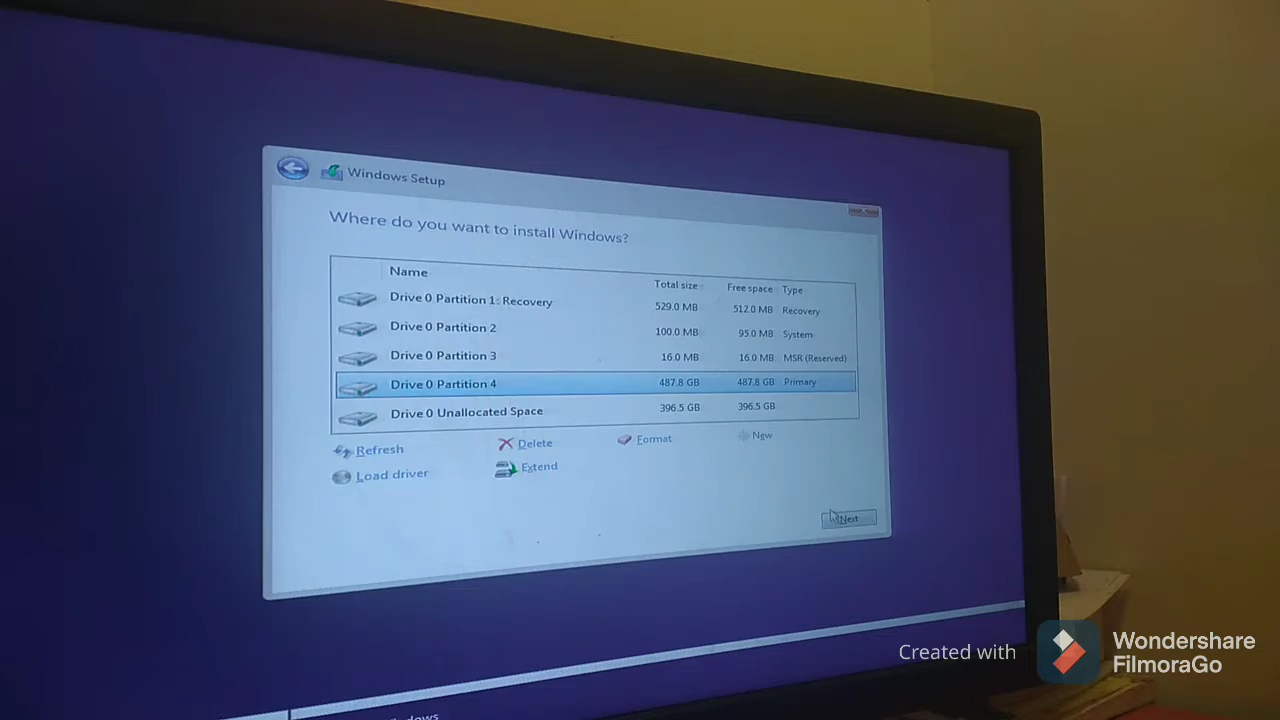 Windows Setup
Where do you want to install Windows?
Name Total size Free space Type
Drive 0 Partition 1: Recovery 529.0 MB 512.0 MB Recovery
Drive 0 Partition 2 100.0 MB 95.0 MB System
Drive 0 Partition 3 16.0 MB 16.0 MB MSR (Reserved)
Drive 0 Partition 4 487.8 GB 487.8 GB Primary
Drive 0 Unallocated Space 396.5 GB 396.5 GB
Refresh Delete Format New
Load driver Extend
Next
Created with Wondershare FilmoraGo